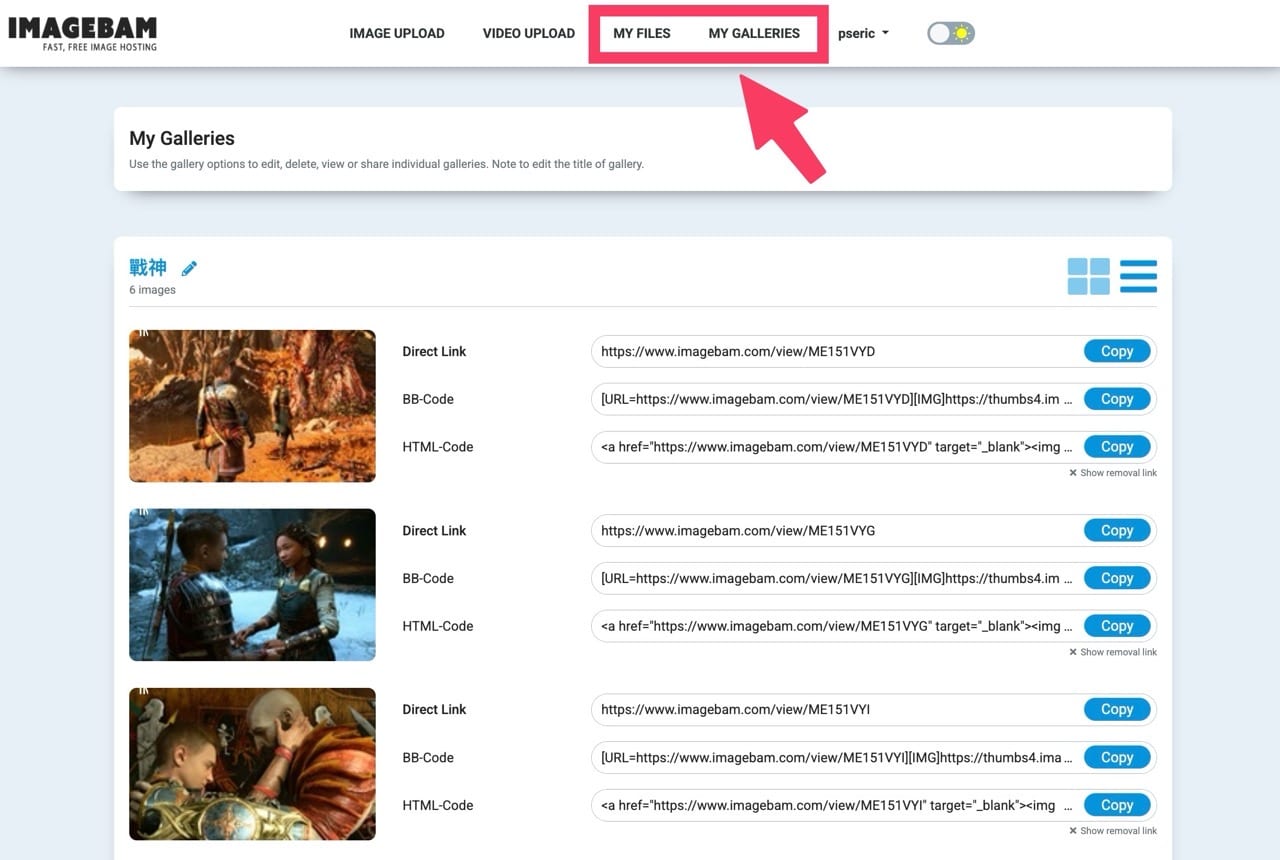 IMAGEBAM
FAST, FREE IMAGE HOSTING
IMAGE UPLOAD
VIDEO UPLOAD
MY FILES
MY GALLERIES
pseric
My Galleries
Use the gallery options to edit, delete, view or share individual galleries. Note to edit the title of gallery.
戰神
6 images
Direct Link
https://www.imagebam.com/view/ME151VYD
Copy
BB-Code
[URL=https://www.imagebam.com/view/ME151VYD][IMG]https://thumbs4.im ...
Copy
HTML-Code
<a href="https://www.imagebam.com/view/ME151VYD" target="_blank"><img ...
Copy
× Show removal link
Direct Link
https://www.imagebam.com/view/ME151VYG
Copy
BB-Code
[URL=https://www.imagebam.com/view/ME151VYG][IMG]https://thumbs4.im ...
Copy
HTML-Code
<a href="https://www.imagebam.com/view/ME151VYG" target="_blank"><img ...
Copy
× Show removal link
Direct Link
https://www.imagebam.com/view/ME151VYI
Copy
BB-Code
[URL=https://www.imagebam.com/view/ME151VYI][IMG]https://thumbs4.ima ...
Copy
HTML-Code
<a href="https://www.imagebam.com/view/ME151VYI" target="_blank"><img ...
Copy
× Show removal link